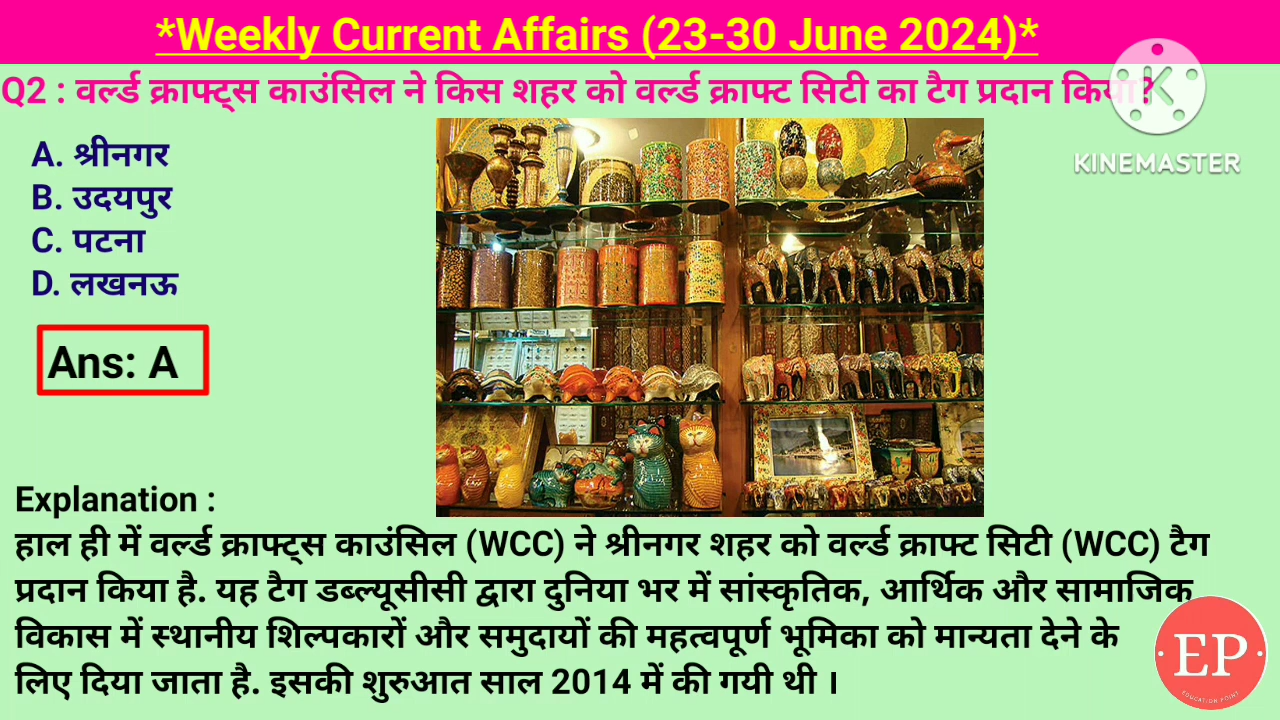 *Weekly Current Affairs (23-30 June 2024)*
Q2 : वर्ल्ड क्राफ्ट्स काउंसिल ने किस शहर को वर्ल्ड क्राफ्ट सिटी का टैग प्रदान किया ?
KINEMASTER
A. श्रीनगर
B. उदयपुर
C. पटना
D. लखनऊ
Ans: A
Explanation :
हाल ही में वर्ल्ड क्राफ्ट्स काउंसिल (WCC) ने श्रीनगर शहर को वर्ल्ड क्राफ्ट सिटी (WCC) टैग
प्रदान किया है. यह टैग डब्ल्यूसीसी द्वारा दुनिया भर में सांस्कृतिक, आर्थिक और सामाजिक
विकास में स्थानीय शिल्पकारों और समुदायों की महत्वपूर्ण भूमिका को मान्यता देने के
लिए दिया जाता है. इसकी शुरुआत साल 2014 में की गयी थी ।
EP
EDUCATION POINT